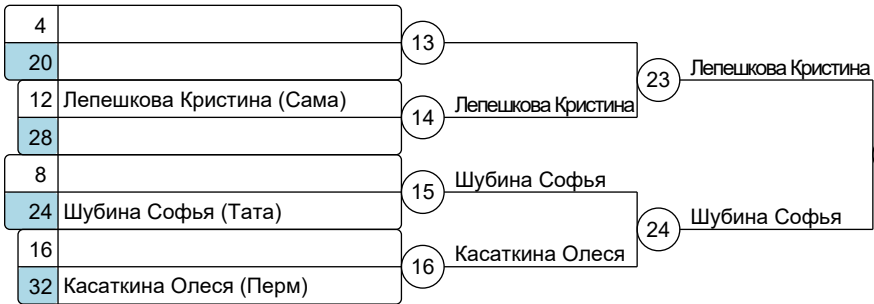 4
13
20
23
Лепешкова Кристина
12 Лепешкова Кристина (Сама)
14
Лепешкова Кристина
28
8
15
Шубина Софья
24 Шубина Софья (Тата)
24
Шубина Софья
16
16
Касаткина Олеся
32 Касаткина Олеся (Перм)